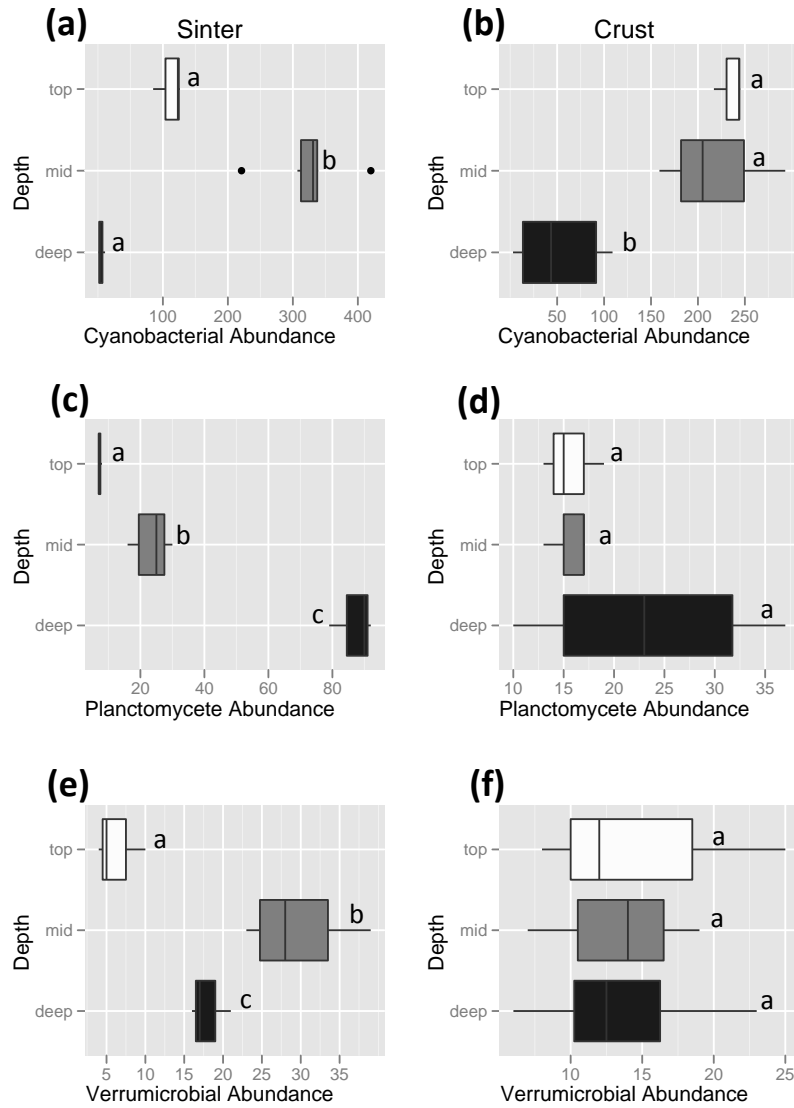 (a) Sinter
(b) Crust
Depth
top
mid
deep
a
b
a
100 200 300 400
Cyanobacterial Abundance
Depth
top
mid
deep
a
a
b
50 100 150 200 250
Cyanobacterial Abundance
(c)
Depth
top
mid
deep
a
b
c
20 40 60 80
Planctomycete Abundance
(d)
Depth
top
mid
deep
a
a
a
10 15 20 25 30 35
Planctomycete Abundance
(e)
Depth
top
mid
deep
a
b
c
5 10 15 20 25 30 35
Verrumicrobial Abundance
(f)
Depth
top
mid
deep
a
a
a
10 15 20 25
Verrumicrobial Abundance